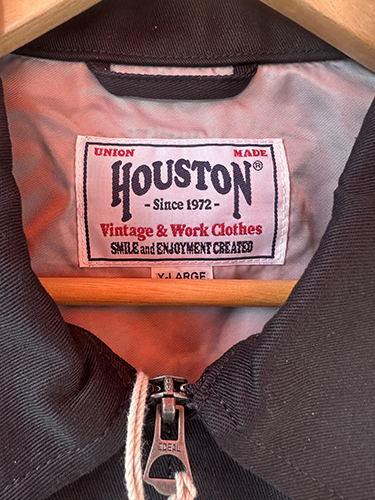 UNION MADE
HOUSTON®
- Since 1972 -
Vintage & Work Clothes
SMILE and ENJOYMENT CREATED
X-LARGE
IDEAL